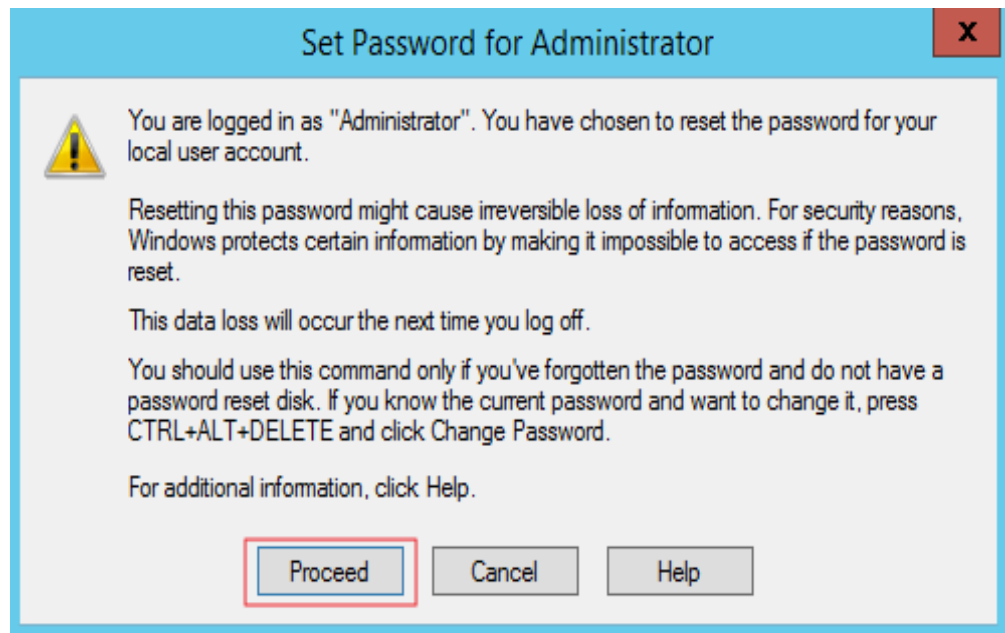 Set Password for Administrator
x
You are logged in as "Administrator". You have chosen to reset the password for your
local user account.
Resetting this password might cause irreversible loss of information. For security reasons,
Windows protects certain information by making it impossible to access if the password is
reset.
This data loss will occur the next time you log off.
You should use this command only if you've forgotten the password and do not have a
password reset disk. If you know the current password and want to change it, press
CTRL+ALT+DELETE and click Change Password.
For additional information, click Help.
Proceed Cancel Help